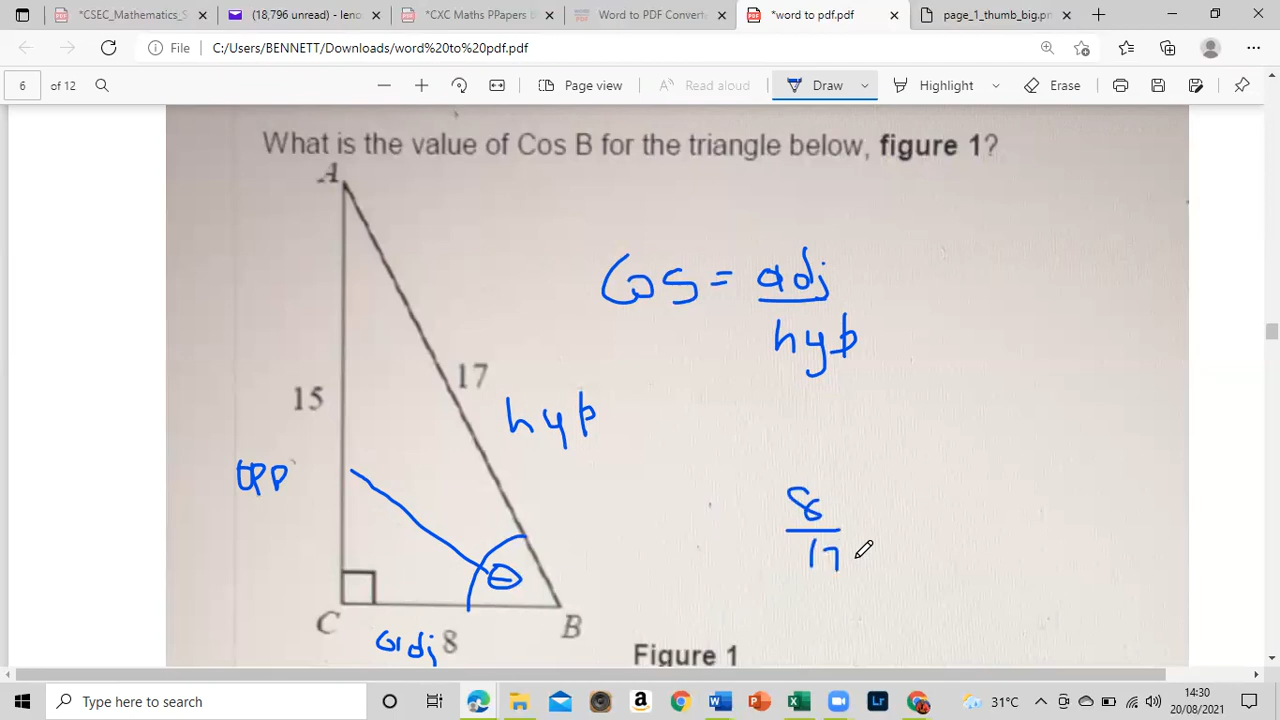 *CSEC_Mathematics_S
(18,796 unread) - leno
*CXC Math PPapers B
Word to PDF Converte
*word to pdf.pdf
page_1_thumb_big.pn
File
C:/Users/BENNETT/Downloads/word%20to%20pdf.pdf
6 of 12
Page view
Read aloud
Draw
Highlight
Erase
What is the value of Cos B for the triangle below, figure 1?
A
Cos = adj
hyp
17
15
hyp
opp
8
17
θ
C
B
adj 8
Figure 1
Type here to search
a
Lr
31°C
14:30
20/08/2021